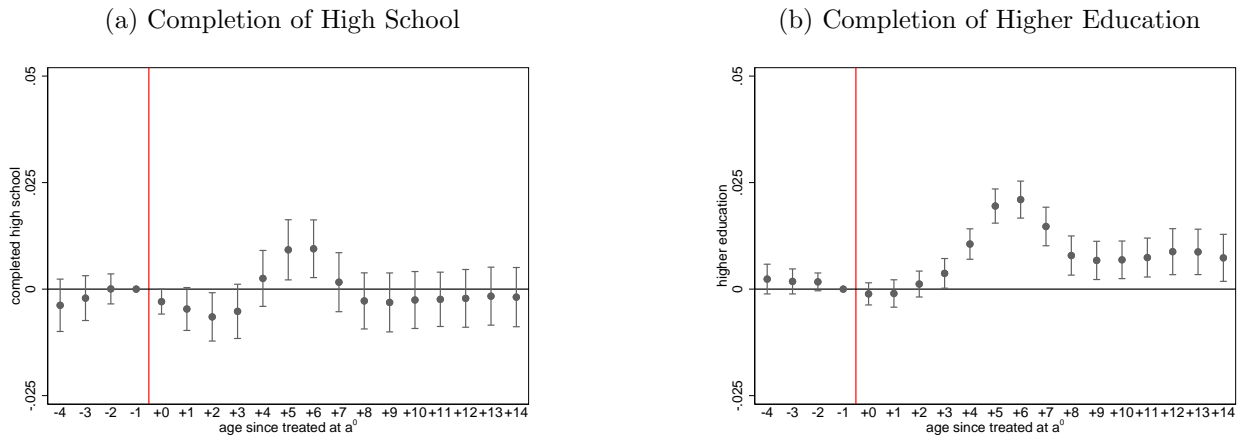 (a) Completion of High School
completed high school
.05
.025
0
-.025
-4 -3 -2 -1 +0 +1 +2 +3 +4 +5 +6 +7 +8 +9 +10 +11 +12 +13 +14
age since treated at a⁰
(b) Completion of Higher Education
higher education
.05
.025
0
-.025
-4 -3 -2 -1 +0 +1 +2 +3 +4 +5 +6 +7 +8 +9 +10 +11 +12 +13 +14
age since treated at a⁰